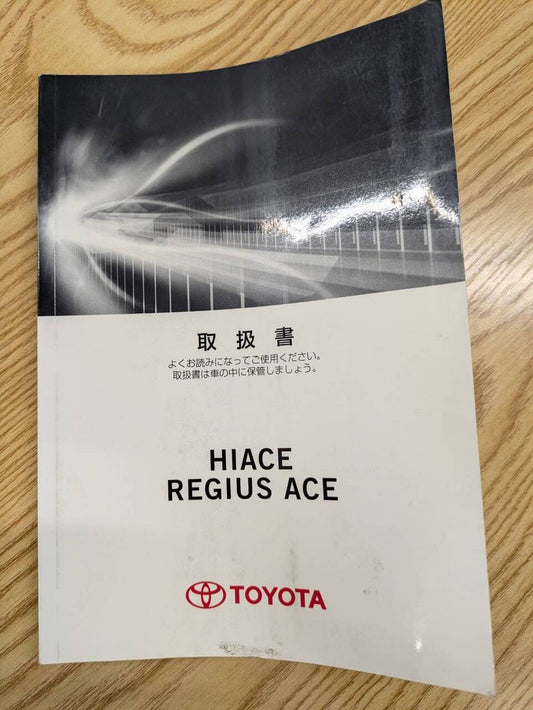 取扱書
よくお読みになってご使用ください。
取扱書は車の中に保管しましょう。
HIACE
REGIUS ACE
TOYOTA